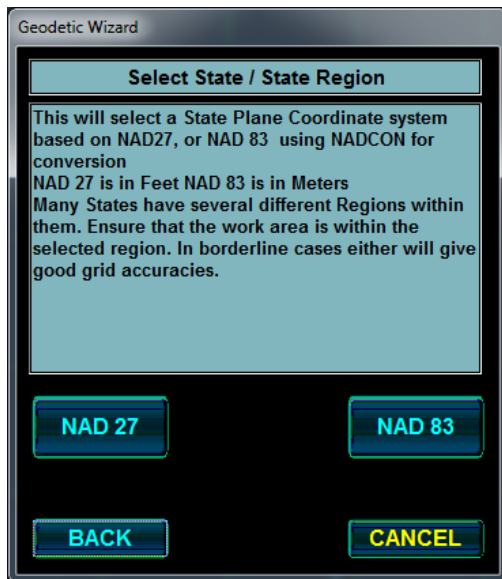 Geodetic Wizard
Select State / State Region
This will select a State Plane Coordinate system
based on NAD27, or NAD 83  using NADCON for
conversion
NAD 27 is in Feet NAD 83 is in Meters
Many States have several different Regions within
them. Ensure that the work area is within the
selected region. In borderline cases either will give
good grid accuracies.
NAD 27
NAD 83
BACK
CANCEL